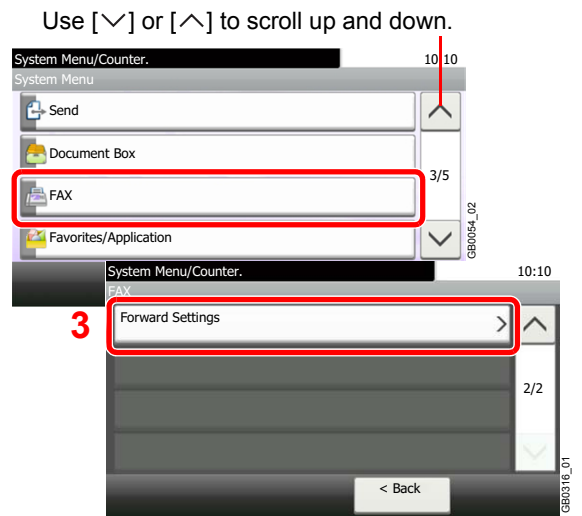 Use [∨] or [∧] to scroll up and down.
System Menu/Counter.
10:10
System Menu
Send
Document Box
3/5
FAX
Favorites/Application
GB0054_02
System Menu/Counter.
10:10
FAX
3
Forward Settings
2/2
< Back
GB0316_01